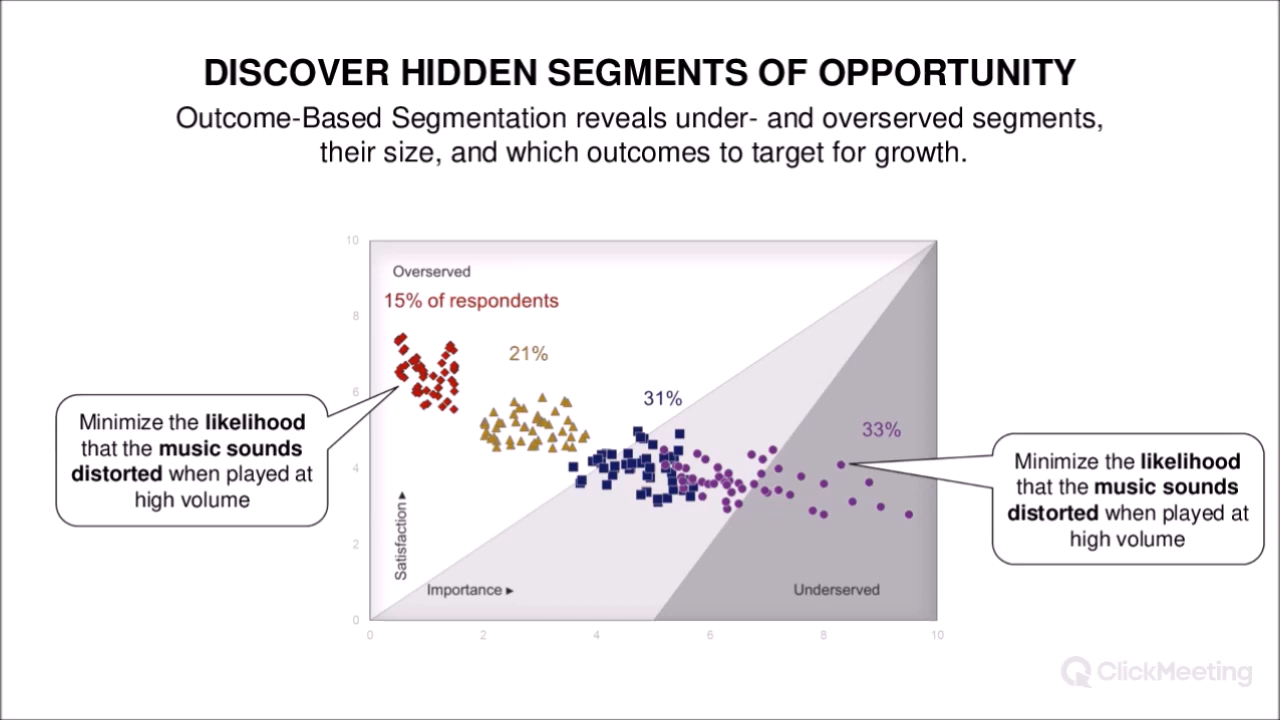 DISCOVER HIDDEN SEGMENTS OF OPPORTUNITY
Outcome-Based Segmentation reveals under- and overserved segments,
their size, and which outcomes to target for growth.
10
8
6
4
2
0
0
2
4
6
8
10
Overserved
15% of respondents
21%
31%
33%
Satisfaction ►
Importance ►
Underserved
Minimize the likelihood
that the music sounds
distorted when played at
high volume
Minimize the likelihood
that the music sounds
distorted when played at
high volume
ClickMeeting